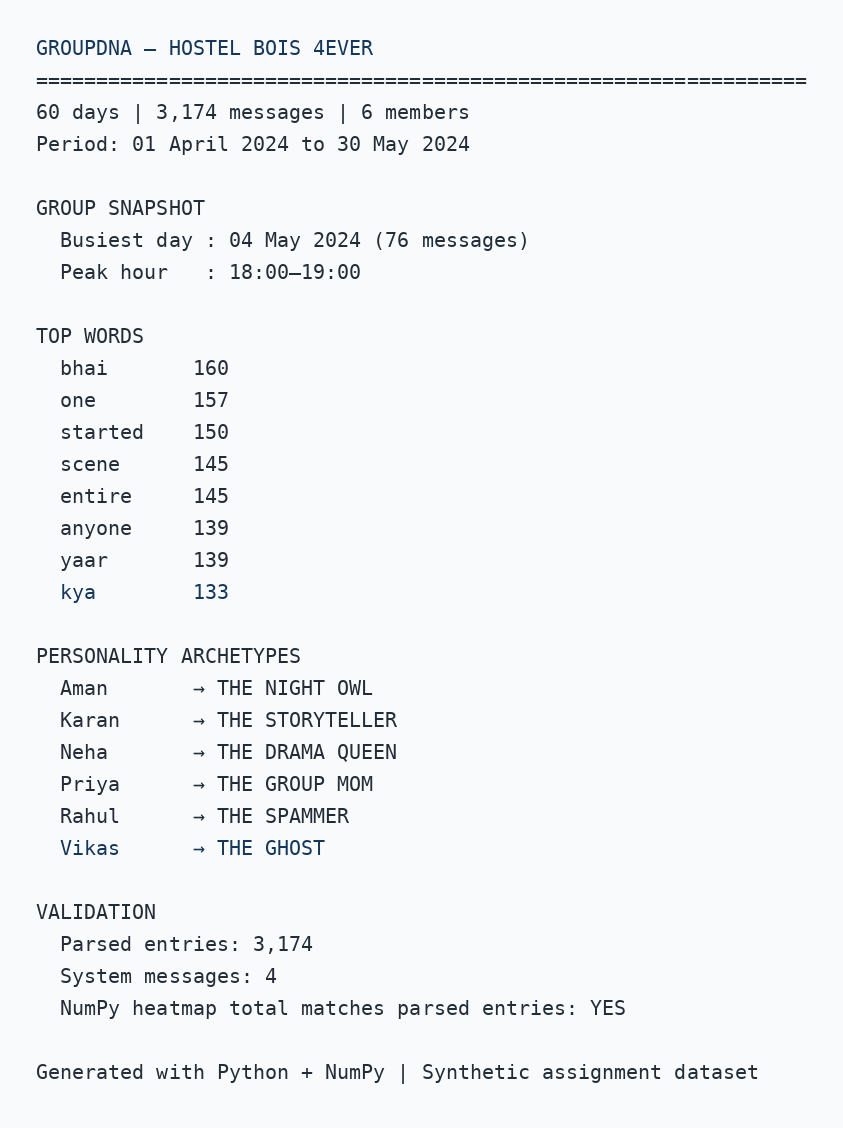 GROUPDNA — HOSTEL BOIS 4EVER
================================================================
60 days | 3,174 messages | 6 members
Period: 01 April 2024 to 30 May 2024
GROUP SNAPSHOT
Busiest day : 04 May 2024 (76 messages)
Peak hour : 18:00–19:00
TOP WORDS
bhai 160
one 157
started 150
scene 145
entire 145
anyone 139
yaar 139
kya 133
PERSONALITY ARCHETYPES
Aman → THE NIGHT OWL
Karan → THE STORYTELLER
Neha → THE DRAMA QUEEN
Priya → THE GROUP MOM
Rahul → THE SPAMMER
Vikas → THE GHOST
VALIDATION
Parsed entries: 3,174
System messages: 4
NumPy heatmap total matches parsed entries: YES
Generated with Python + NumPy | Synthetic assignment dataset